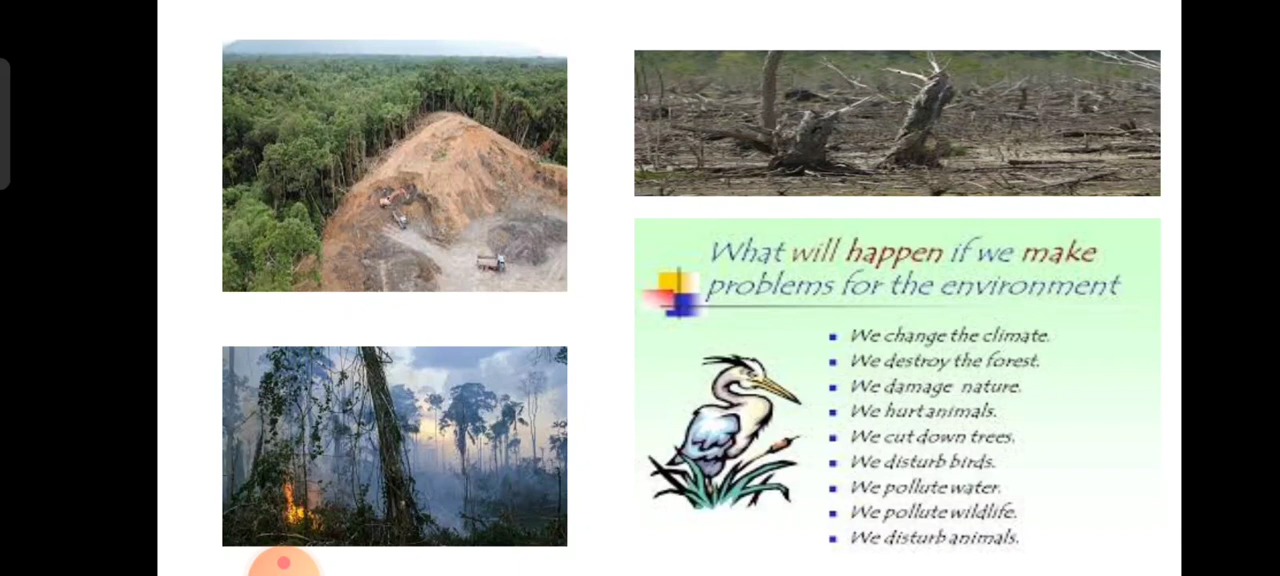 What will happen if we make
problems for the environment
We change the climate.
We destroy the forest.
We damage nature.
We hurt animals.
We cut down trees.
We disturb birds.
We pollute water.
We pollute wildlife.
We disturb animals.